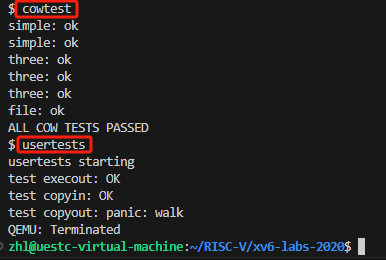 $ cowtest
simple: ok
simple: ok
three: ok
three: ok
three: ok
file: ok
ALL COW TESTS PASSED
$ usertests
usertests starting
test execout: OK
test copyin: OK
test copyout: panic: walk
QEMU: Terminated
zhl@uestc-virtual-machine:~/RISC-V/xv6-labs-2020$